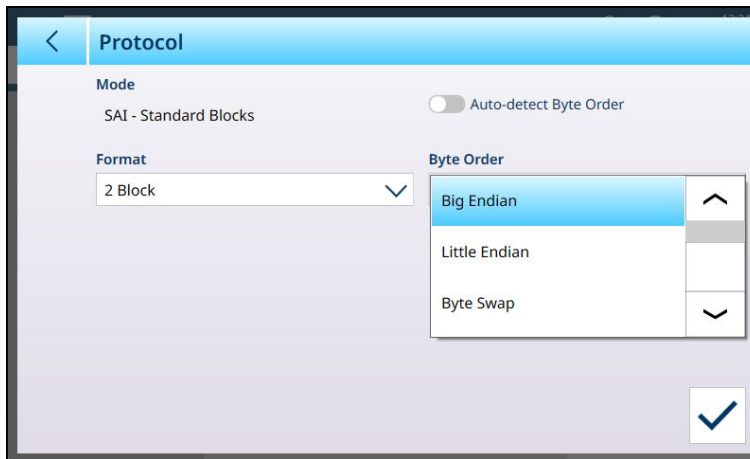 Protocol
Mode
SAI - Standard Blocks
Auto-detect Byte Order
Format
Byte Order
2 Block
Big Endian
Little Endian
Byte Swap